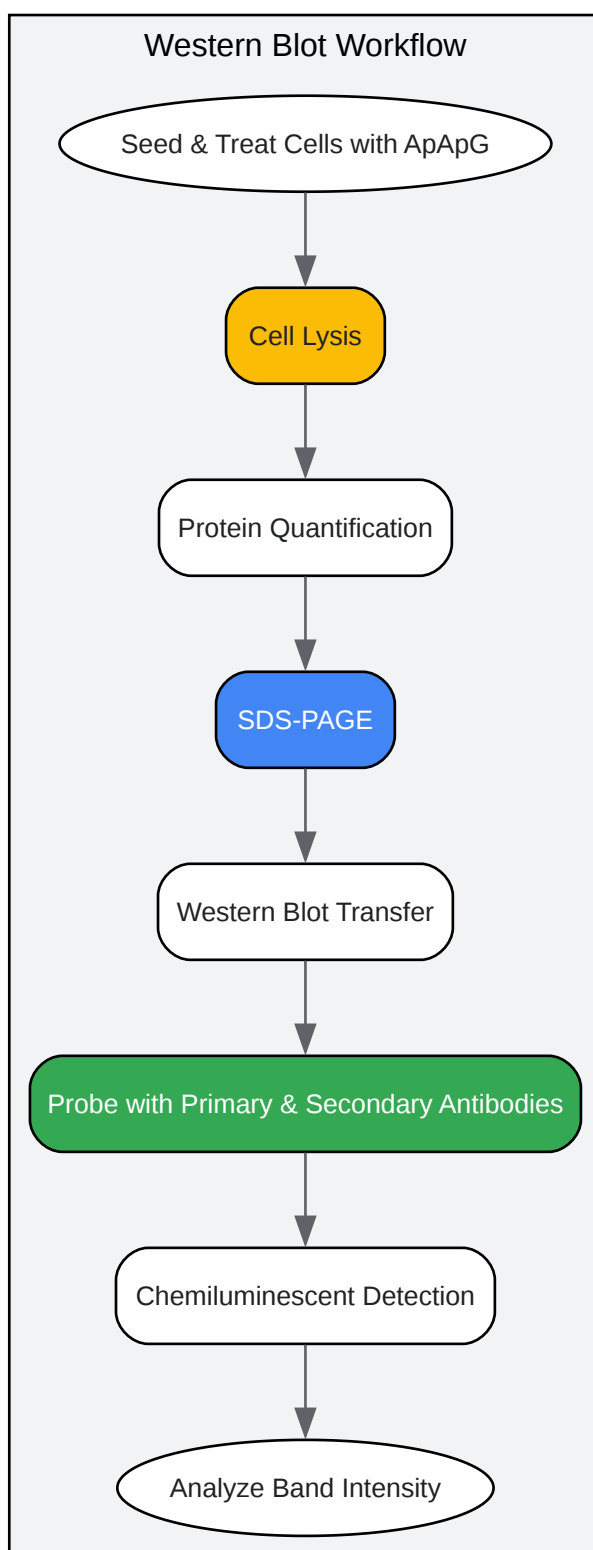 Western Blot Workflow
Seed & Treat Cells with ApApG
Cell Lysis
Protein Quantification
SDS-PAGE
Western Blot Transfer
Probe with Primary & Secondary Antibodies
Chemiluminescent Detection
Analyze Band Intensity